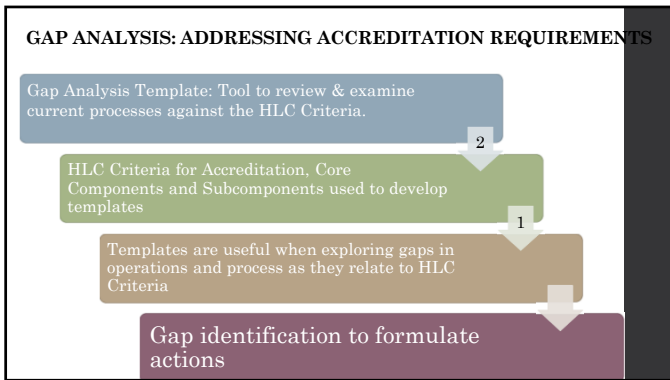 GAP ANALYSIS: ADDRESSING ACCREDITATION REQUIREMENTS
Gap Analysis Template: Tool to review & examine
current processes against the HLC Criteria.
2
HLC Criteria for Accreditation, Core
Components and Subcomponents used to develop
templates
1
Templates are useful when exploring gaps in
operations and process as they relate to HLC
Criteria
Gap identification to formulate
actions